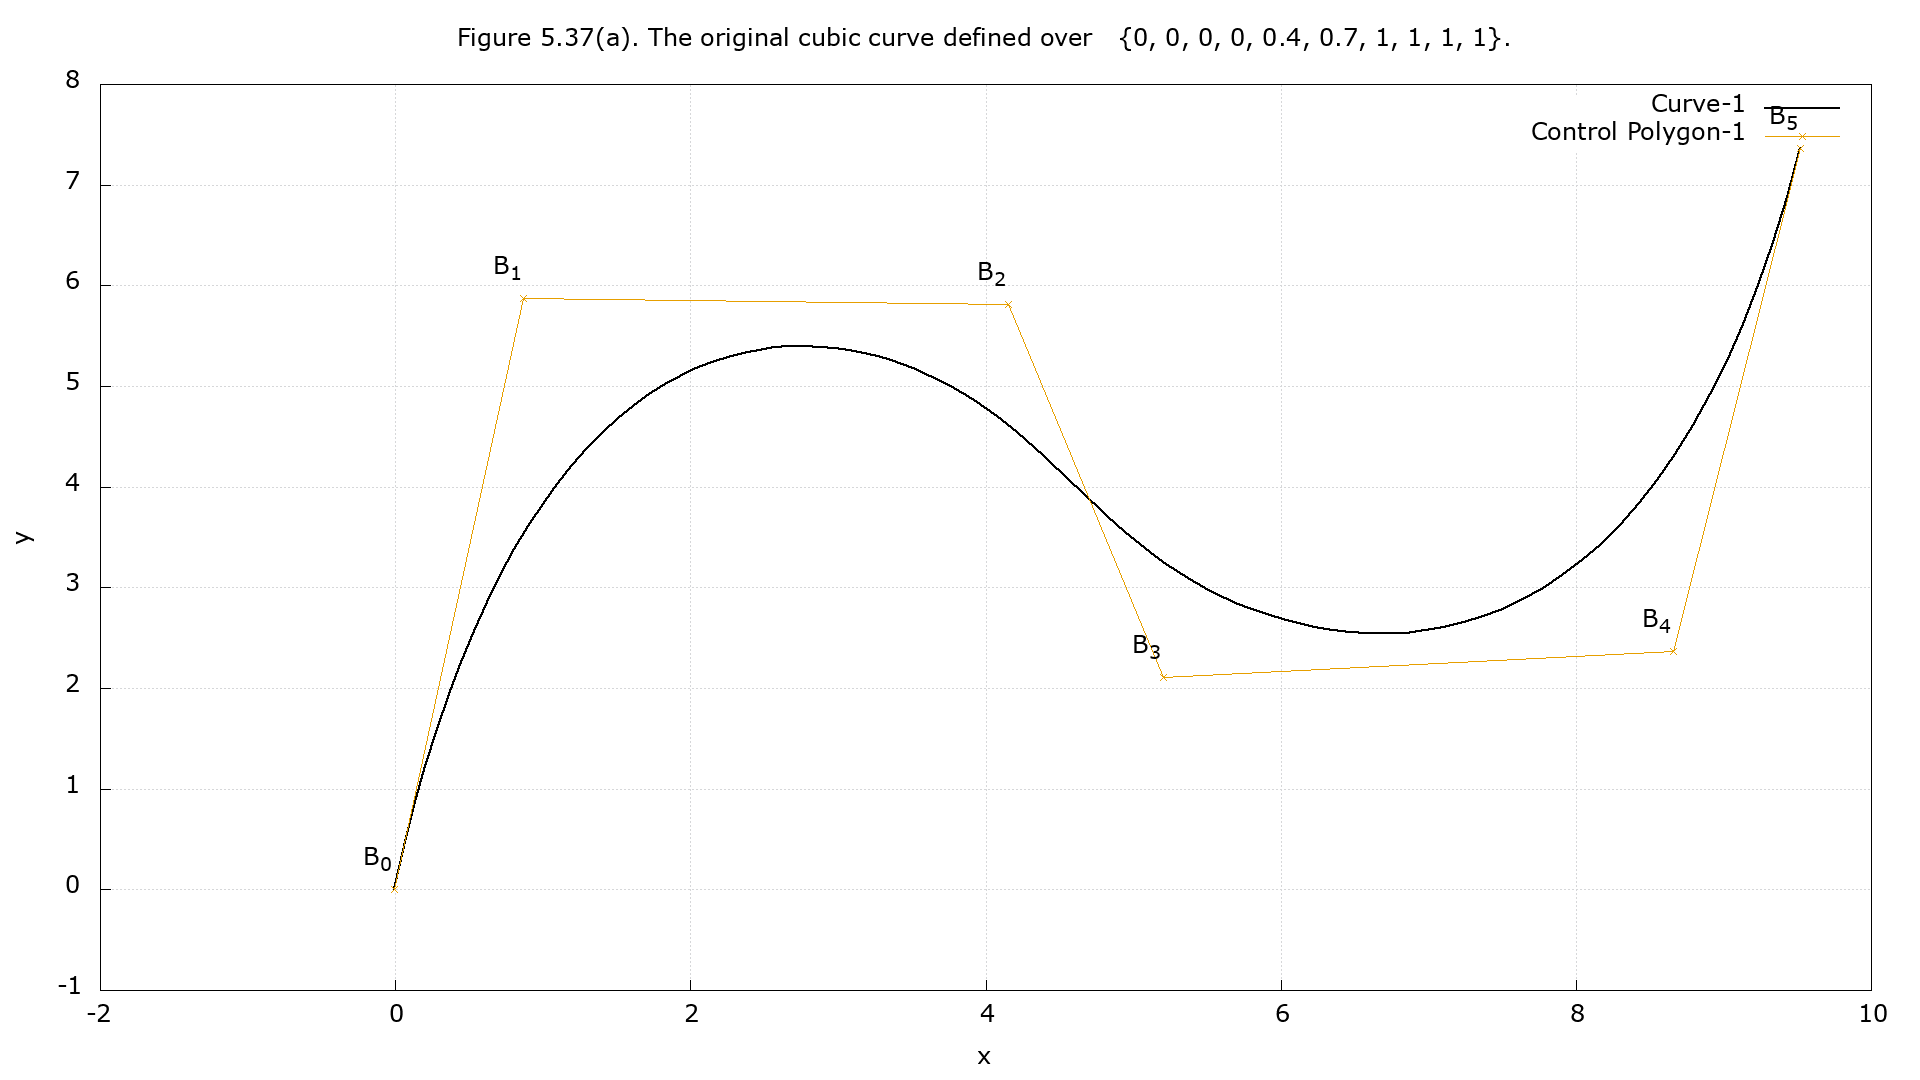 Figure 5.37(a). The original cubic curve defined over {0, 0, 0, 0, 0.4, 0.7, 1, 1, 1, 1}.
8
Curve-1
B5
Control Polygon-1
7
B1
B2
6
5
4
3
B4
B3
2
1
B0
0
-1
-2 0 2 4 6 8 10
x
y